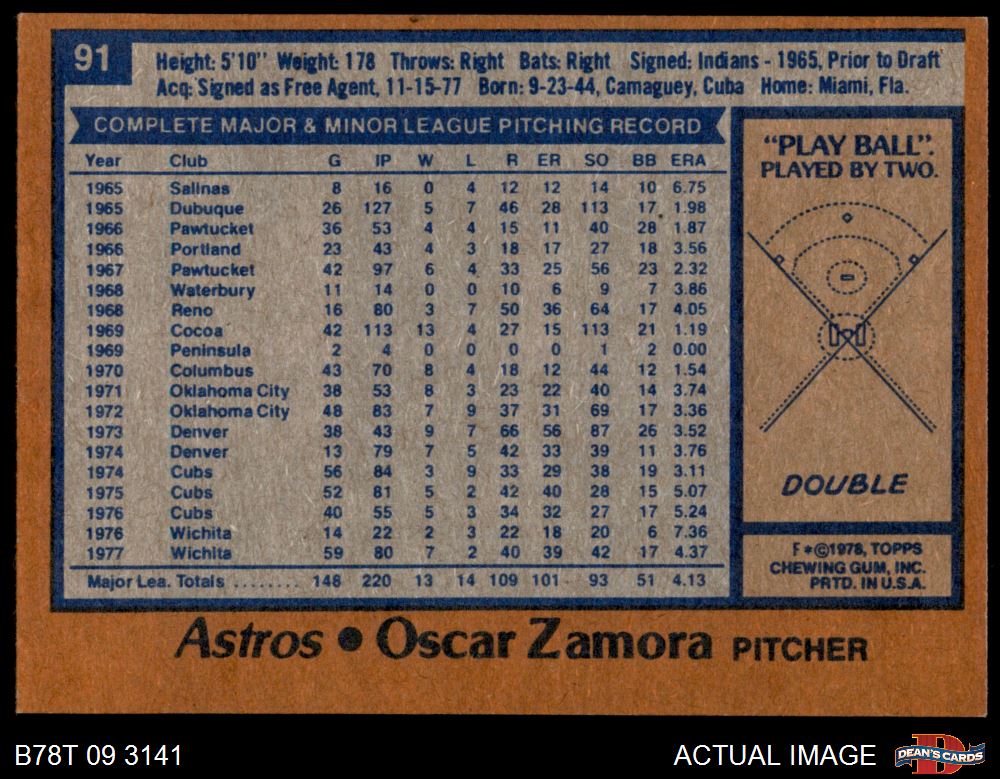 91
Height: 5'10" Weight: 178 Throws: Right Bats: Right Signed: Indians - 1965, Prior to Draft
Acq: Signed as Free Agent, 11-15-77 Born: 9-23-44, Camaguey, Cuba Home: Miami, Fla.
COMPLETE MAJOR & MINOR LEAGUE PITCHING RECORD
Year Club G IP W L R ER SO BB ERA
1965 Salinas 8 16 0 4 12 12 14 10 6.75
1965 Dubuque 26 127 5 7 46 28 113 17 1.98
1966 Pawtucket 36 53 4 4 15 11 40 28 1.87
1966 Portland 23 43 4 3 18 17 27 18 3.56
1967 Pawtucket 42 97 6 4 33 25 56 23 2.32
1968 Waterbury 11 14 0 0 10 6 9 7 3.86
1968 Reno 16 80 3 7 50 36 64 17 4.05
1969 Cocoa 42 113 13 4 27 15 113 21 1.19
1969 Peninsula 2 4 0 0 0 0 1 2 0.00
1970 Columbus 43 70 8 4 18 12 44 12 1.54
1971 Oklahoma City 38 53 8 3 23 22 40 14 3.74
1972 Oklahoma City 48 83 7 9 37 31 69 17 3.36
1973 Denver 38 43 9 7 66 56 87 26 3.52
1974 Denver 13 79 7 5 42 33 39 11 3.76
1974 Cubs 56 84 3 9 33 29 38 19 3.11
1975 Cubs 52 81 5 2 42 40 28 15 5.07
1976 Cubs 40 55 5 3 34 32 27 17 5.24
1976 Wichita 14 22 2 3 22 18 20 6 7.36
1977 Wichita 59 80 7 2 40 39 42 17 4.37
Major Lea. Totals ........ 148 220 13 14 109 101 93 51 4.13
"PLAY BALL".
PLAYED BY TWO.
DOUBLE
F*©1978, TOPPS
CHEWING GUM, INC.
PRTD. IN U.S.A.
Astros ● Oscar Zamora PITCHER
B78T 09 3141
ACTUAL IMAGE
DEAN'S CARDS